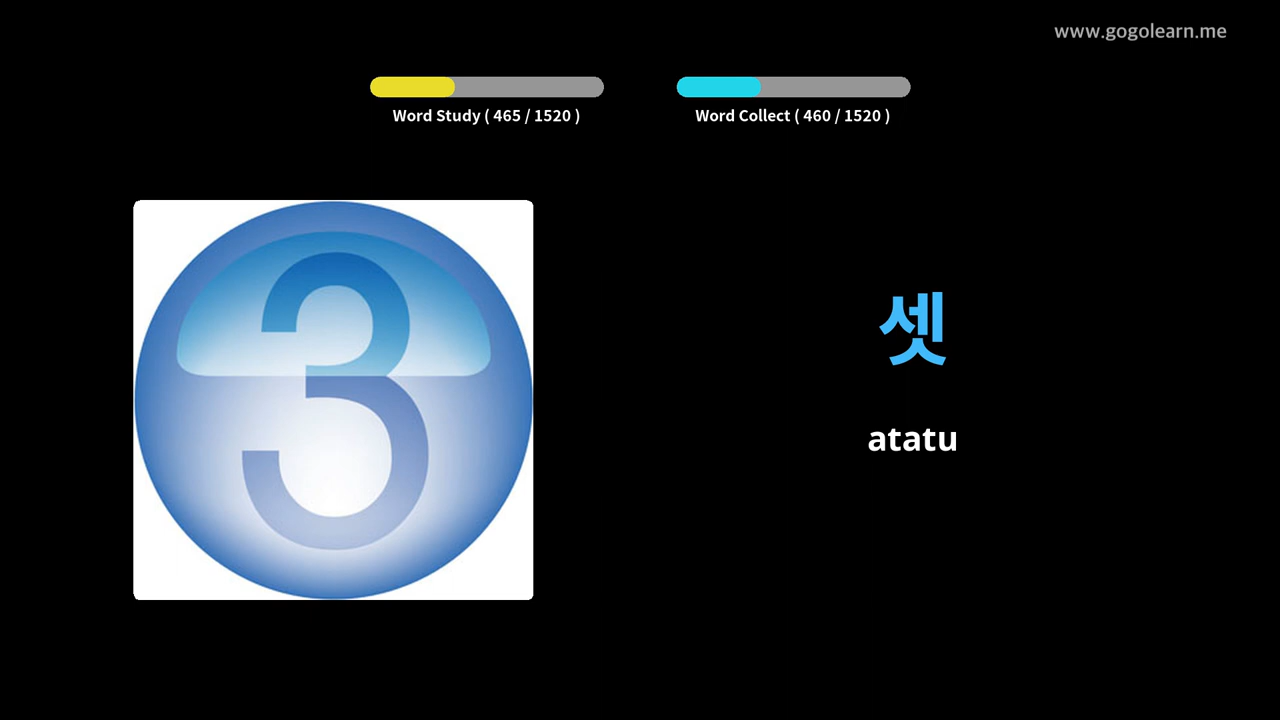 www.gogolearn.me
Word Study ( 465 / 1520 )
Word Collect ( 460 / 1520 )
3
셋
atatu